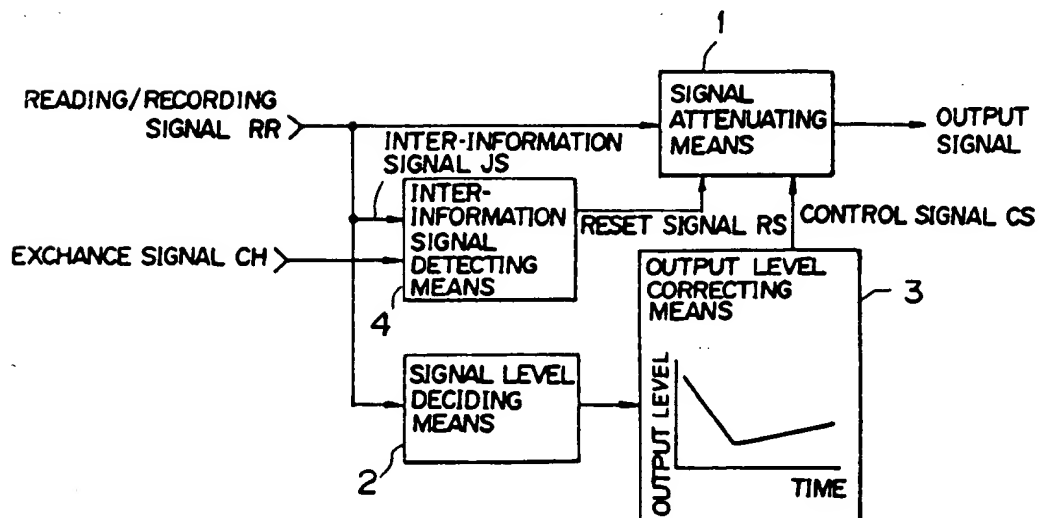 1
READING/RECORDING
SIGNAL RR
SIGNAL
ATTENUATING
MEANS
OUTPUT
SIGNAL
INTER-INFORMATION
SIGNAL JS
INTER-
INFORMATION
SIGNAL
DETECTING
MEANS
RESET SIGNAL RS
CONTROL SIGNAL CS
EXCHANCE SIGNAL CH
4
OUTPUT LEVEL
CORRECTING
MEANS
3
SIGNAL LEVEL
DECIDING
MEANS
2
OUTPUT LEVEL
TIME